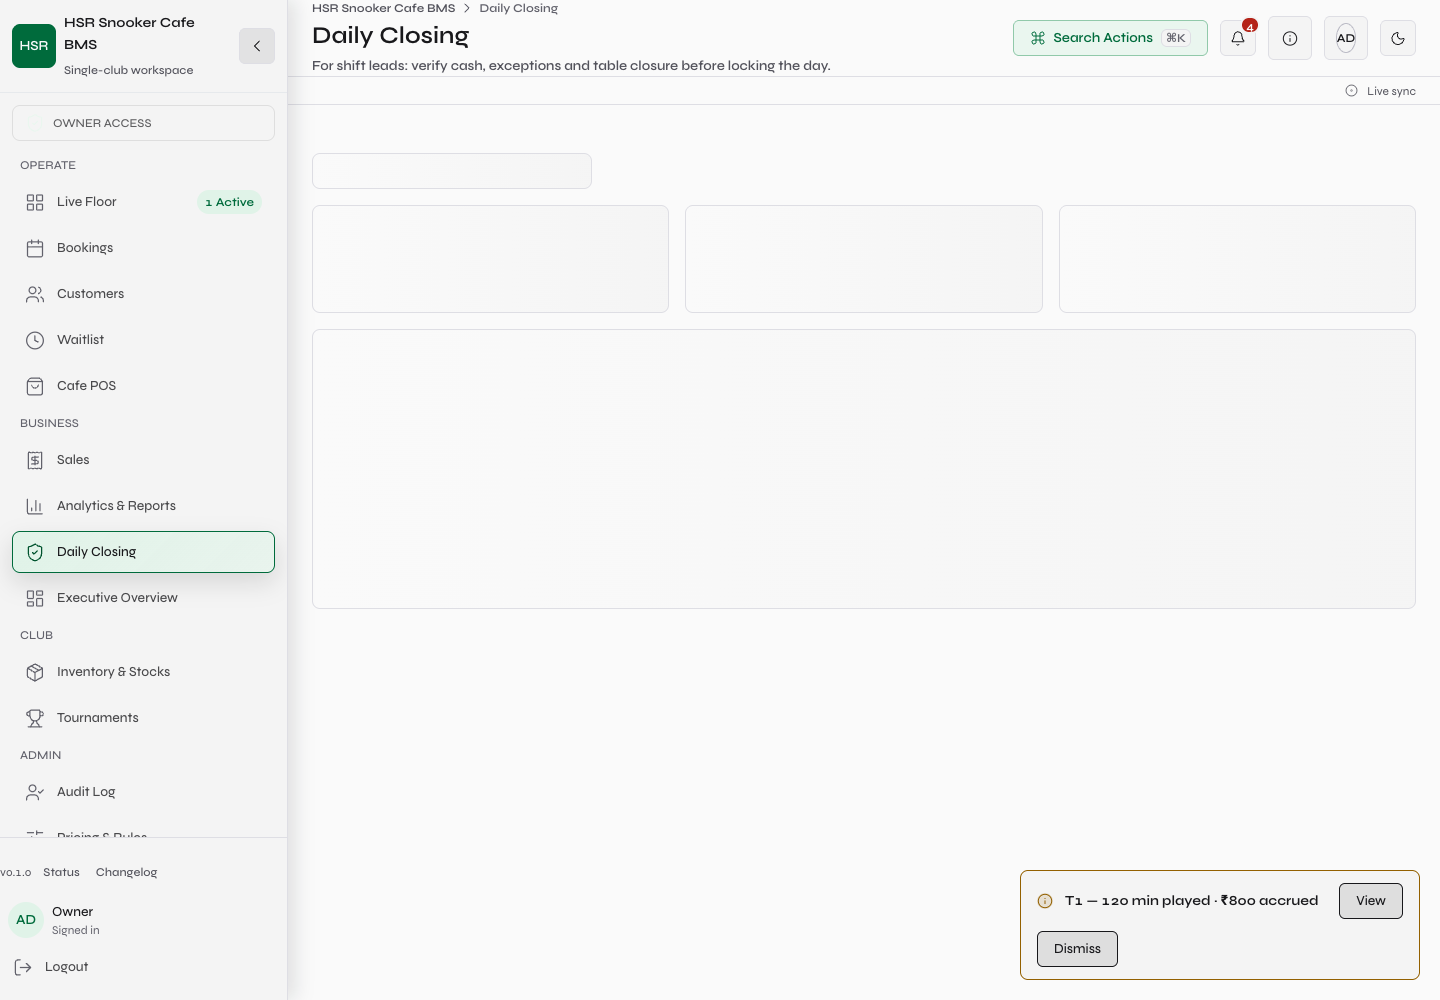 HSR
HSR Snooker Cafe
BMS
Single-club workspace
OWNER ACCESS
OPERATE
Live Floor
1 Active
Bookings
Customers
Waitlist
Cafe POS
BUSINESS
Sales
Analytics & Reports
Daily Closing
Executive Overview
CLUB
Inventory & Stocks
Tournaments
ADMIN
Audit Log
Pricing & Rules
v0.1.0 Status Changelog
AD
Owner
Signed in
Logout
HSR Snooker Cafe BMS > Daily Closing
Daily Closing
For shift leads: verify cash, exceptions and table closure before locking the day.
Search Actions ⌘K
4
AD
Live sync
T1 — 120 min played · ₹800 accrued
View
Dismiss